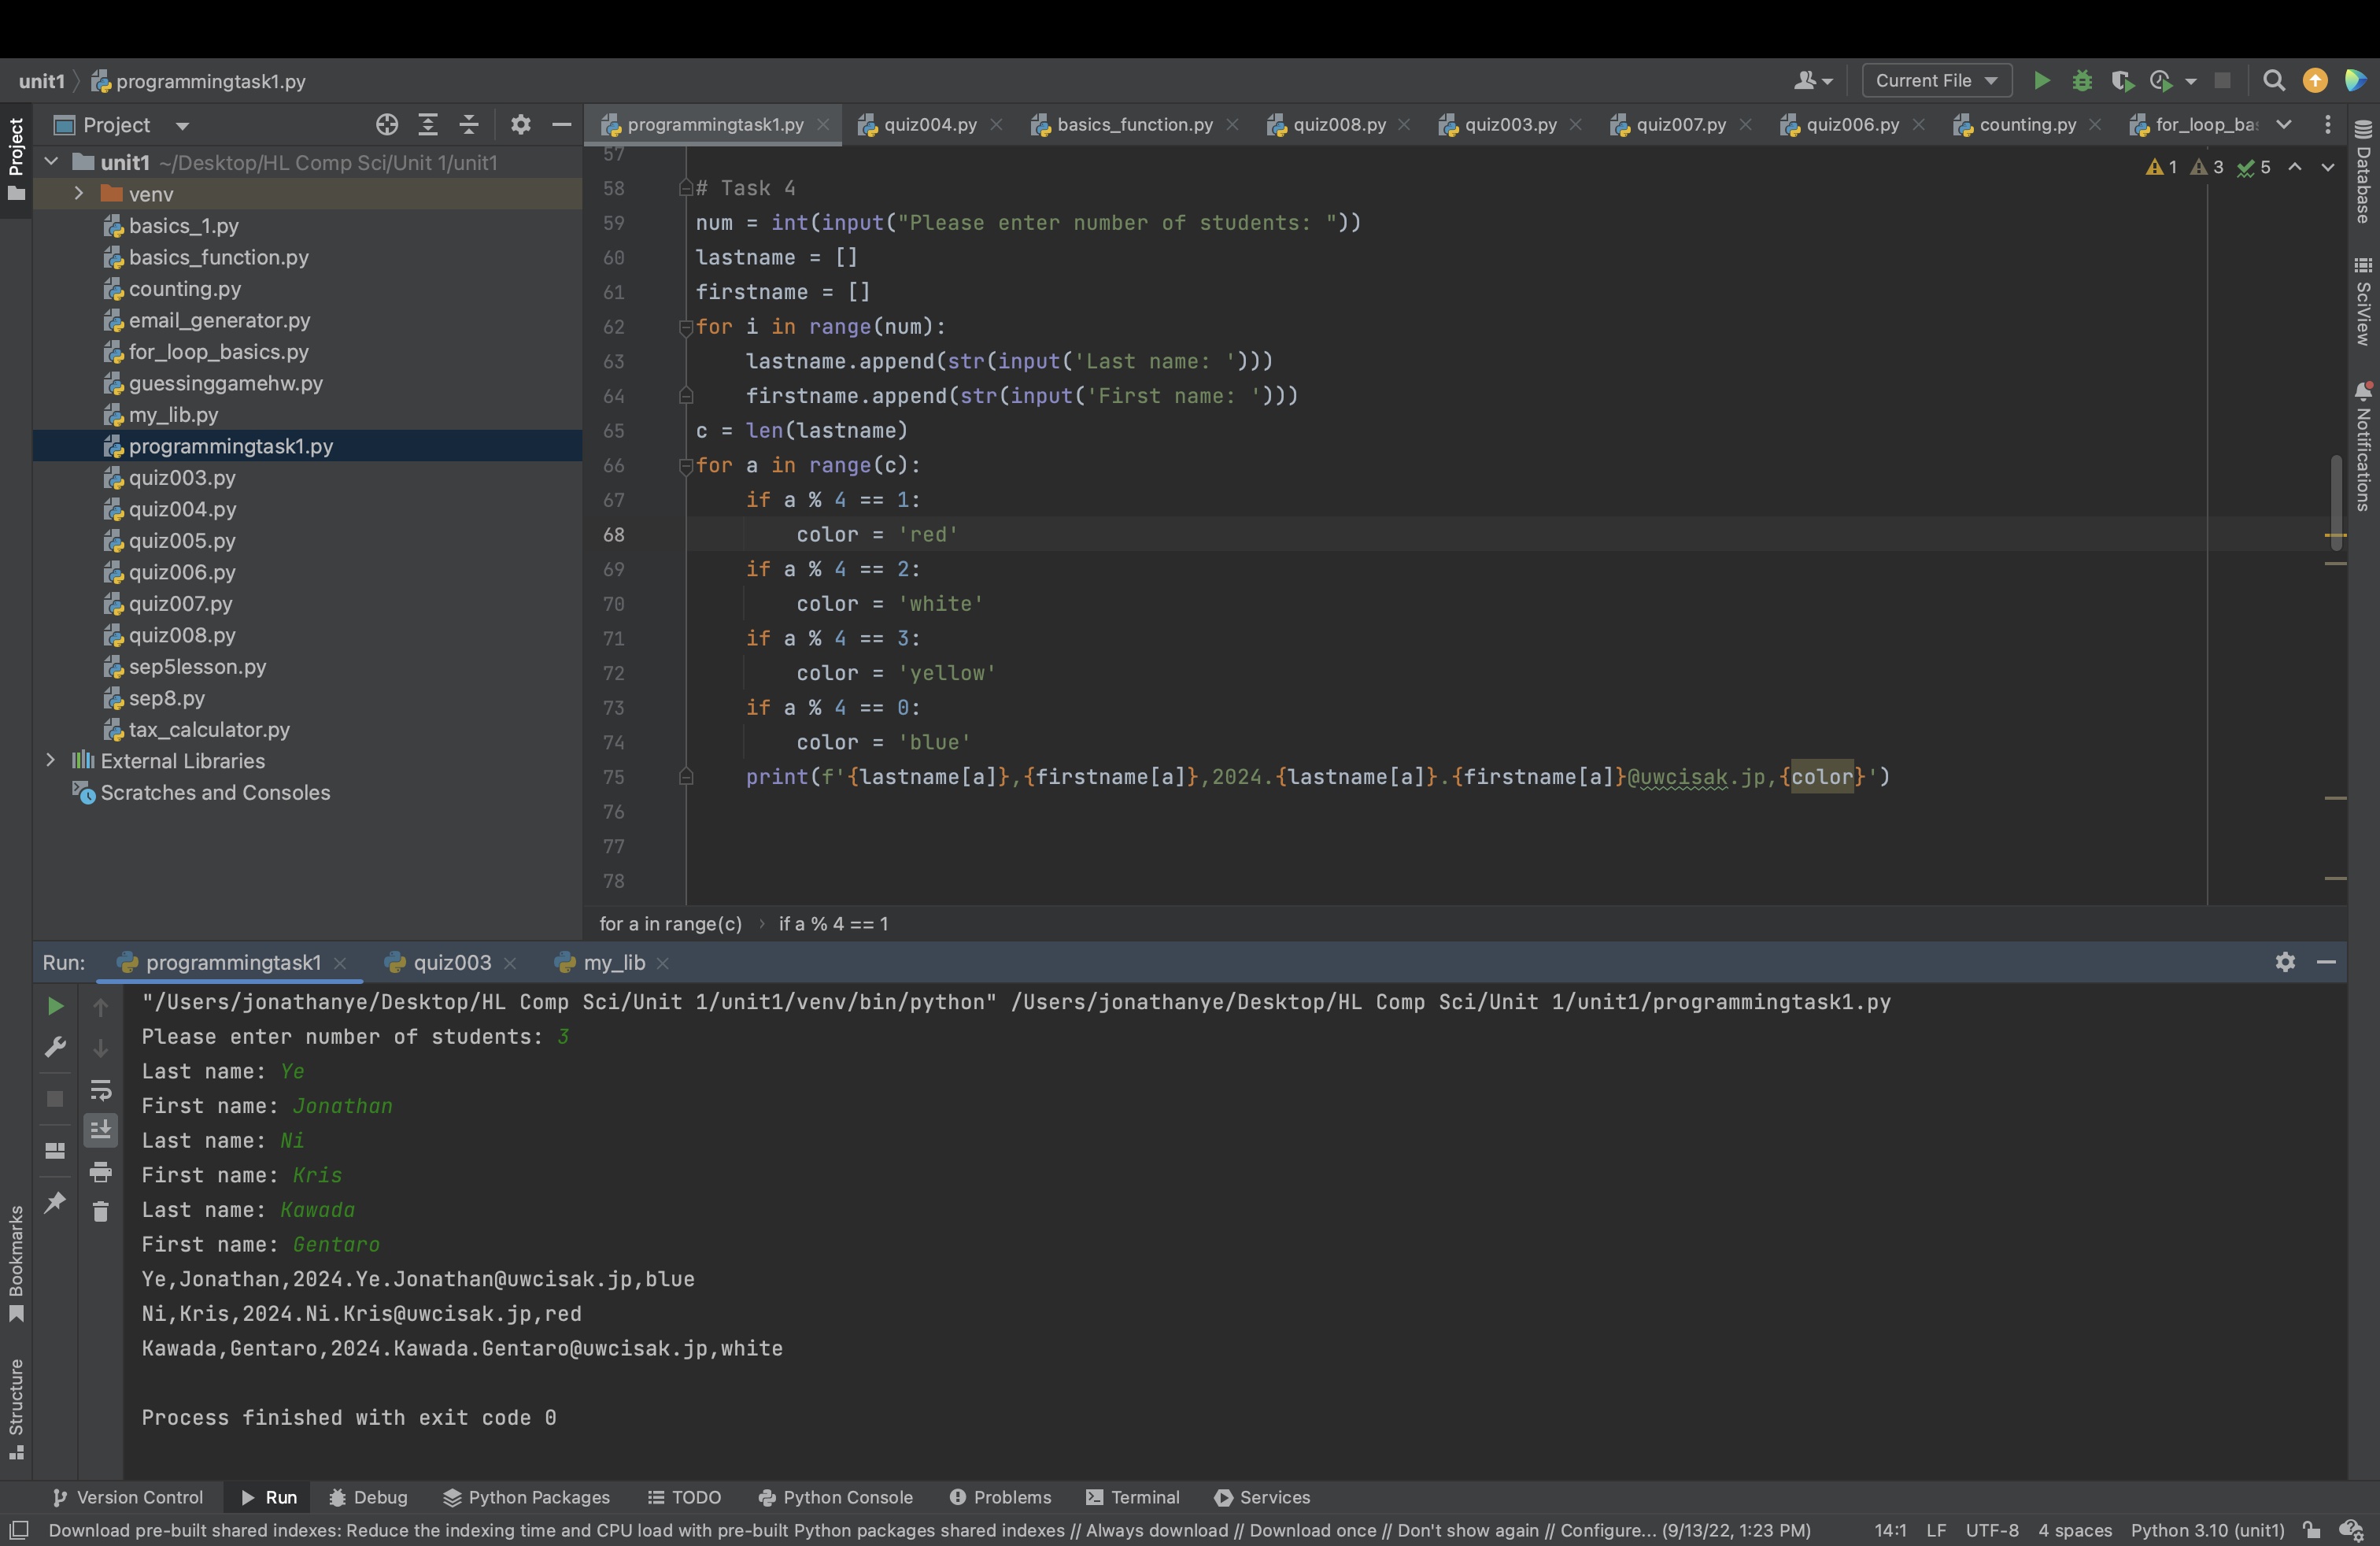 unit1 programmingtask1.py
Current File
Project
programmingtask1.py quiz004.py basics_function.py quiz008.py quiz003.py quiz007.py quiz006.py counting.py for_loop_ba
Project
unit1 ~/Desktop/HL Comp Sci/Unit 1/unit1
venv
basics_1.py
basics_function.py
counting.py
email_generator.py
for_loop_basics.py
guessinggamehw.py
my_lib.py
programmingtask1.py
quiz003.py
quiz004.py
quiz005.py
quiz006.py
quiz007.py
quiz008.py
sep5lesson.py
sep8.py
tax_calculator.py
External Libraries
Scratches and Consoles
1 3 5
57
58 # Task 4
59 num = int(input("Please enter number of students: "))
60 lastname = []
61 firstname = []
62 for i in range(num):
63 lastname.append(str(input('Last name: ')))
64 firstname.append(str(input('First name: ')))
65 c = len(lastname)
66 for a in range(c):
67 if a % 4 == 1:
68 color = 'red'
69 if a % 4 == 2:
70 color = 'white'
71 if a % 4 == 3:
72 color = 'yellow'
73 if a % 4 == 0:
74 color = 'blue'
75 print(f'{lastname[a]},{firstname[a]},2024.{lastname[a]}.{firstname[a]}@uwcisak.jp,{color}')
76
77
78
for a in range(c) › if a % 4 == 1
Database
SciView
Notifications
Run: programmingtask1 quiz003 my_lib
"/Users/jonathanye/Desktop/HL Comp Sci/Unit 1/unit1/venv/bin/python" /Users/jonathanye/Desktop/HL Comp Sci/Unit 1/unit1/programmingtask1.py
Please enter number of students: 3
Last name: Ye
First name: Jonathan
Last name: Ni
First name: Kris
Last name: Kawada
First name: Gentaro
Ye,Jonathan,2024.Ye.Jonathan@uwcisak.jp,blue
Ni,Kris,2024.Ni.Kris@uwcisak.jp,red
Kawada,Gentaro,2024.Kawada.Gentaro@uwcisak.jp,white
Process finished with exit code 0
Bookmarks
Structure
Version Control Run Debug Python Packages TODO Python Console Problems Terminal Services
Download pre-built shared indexes: Reduce the indexing time and CPU load with pre-built Python packages shared indexes // Always download // Download once // Don't show again // Configure... (9/13/22, 1:23 PM) 14:1 LF UTF-8 4 spaces Python 3.10 (unit1)